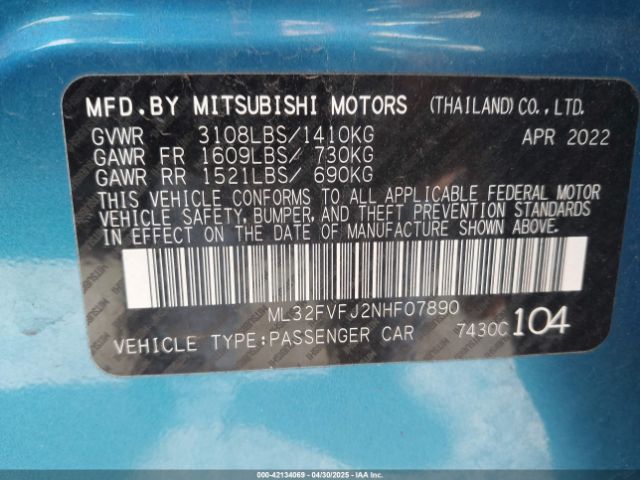 MFD.BY MITSUBISHI MOTORS (THAILAND)CO.,LTD.
GVWR 3108LBS/1410KG APR 2022
GAWR FR 1609LBS/ 730KG
GAWR RR 1521LBS/ 690KG
THIS VEHICLE CONFORMS TO ALL APPLICABLE FEDERAL MOTOR
VEHICLE SAFETY, BUMPER, AND THEFT PREVENTION STANDARDS
IN EFFECT ON THE DATE OF MANUFACTURE SHOWN ABOVE.
ML32FVFJ2NHF07890
VEHICLE TYPE:PASSENGER CAR 7430C 104
000-42134069 - 04/30/2025 - IAAI.COM